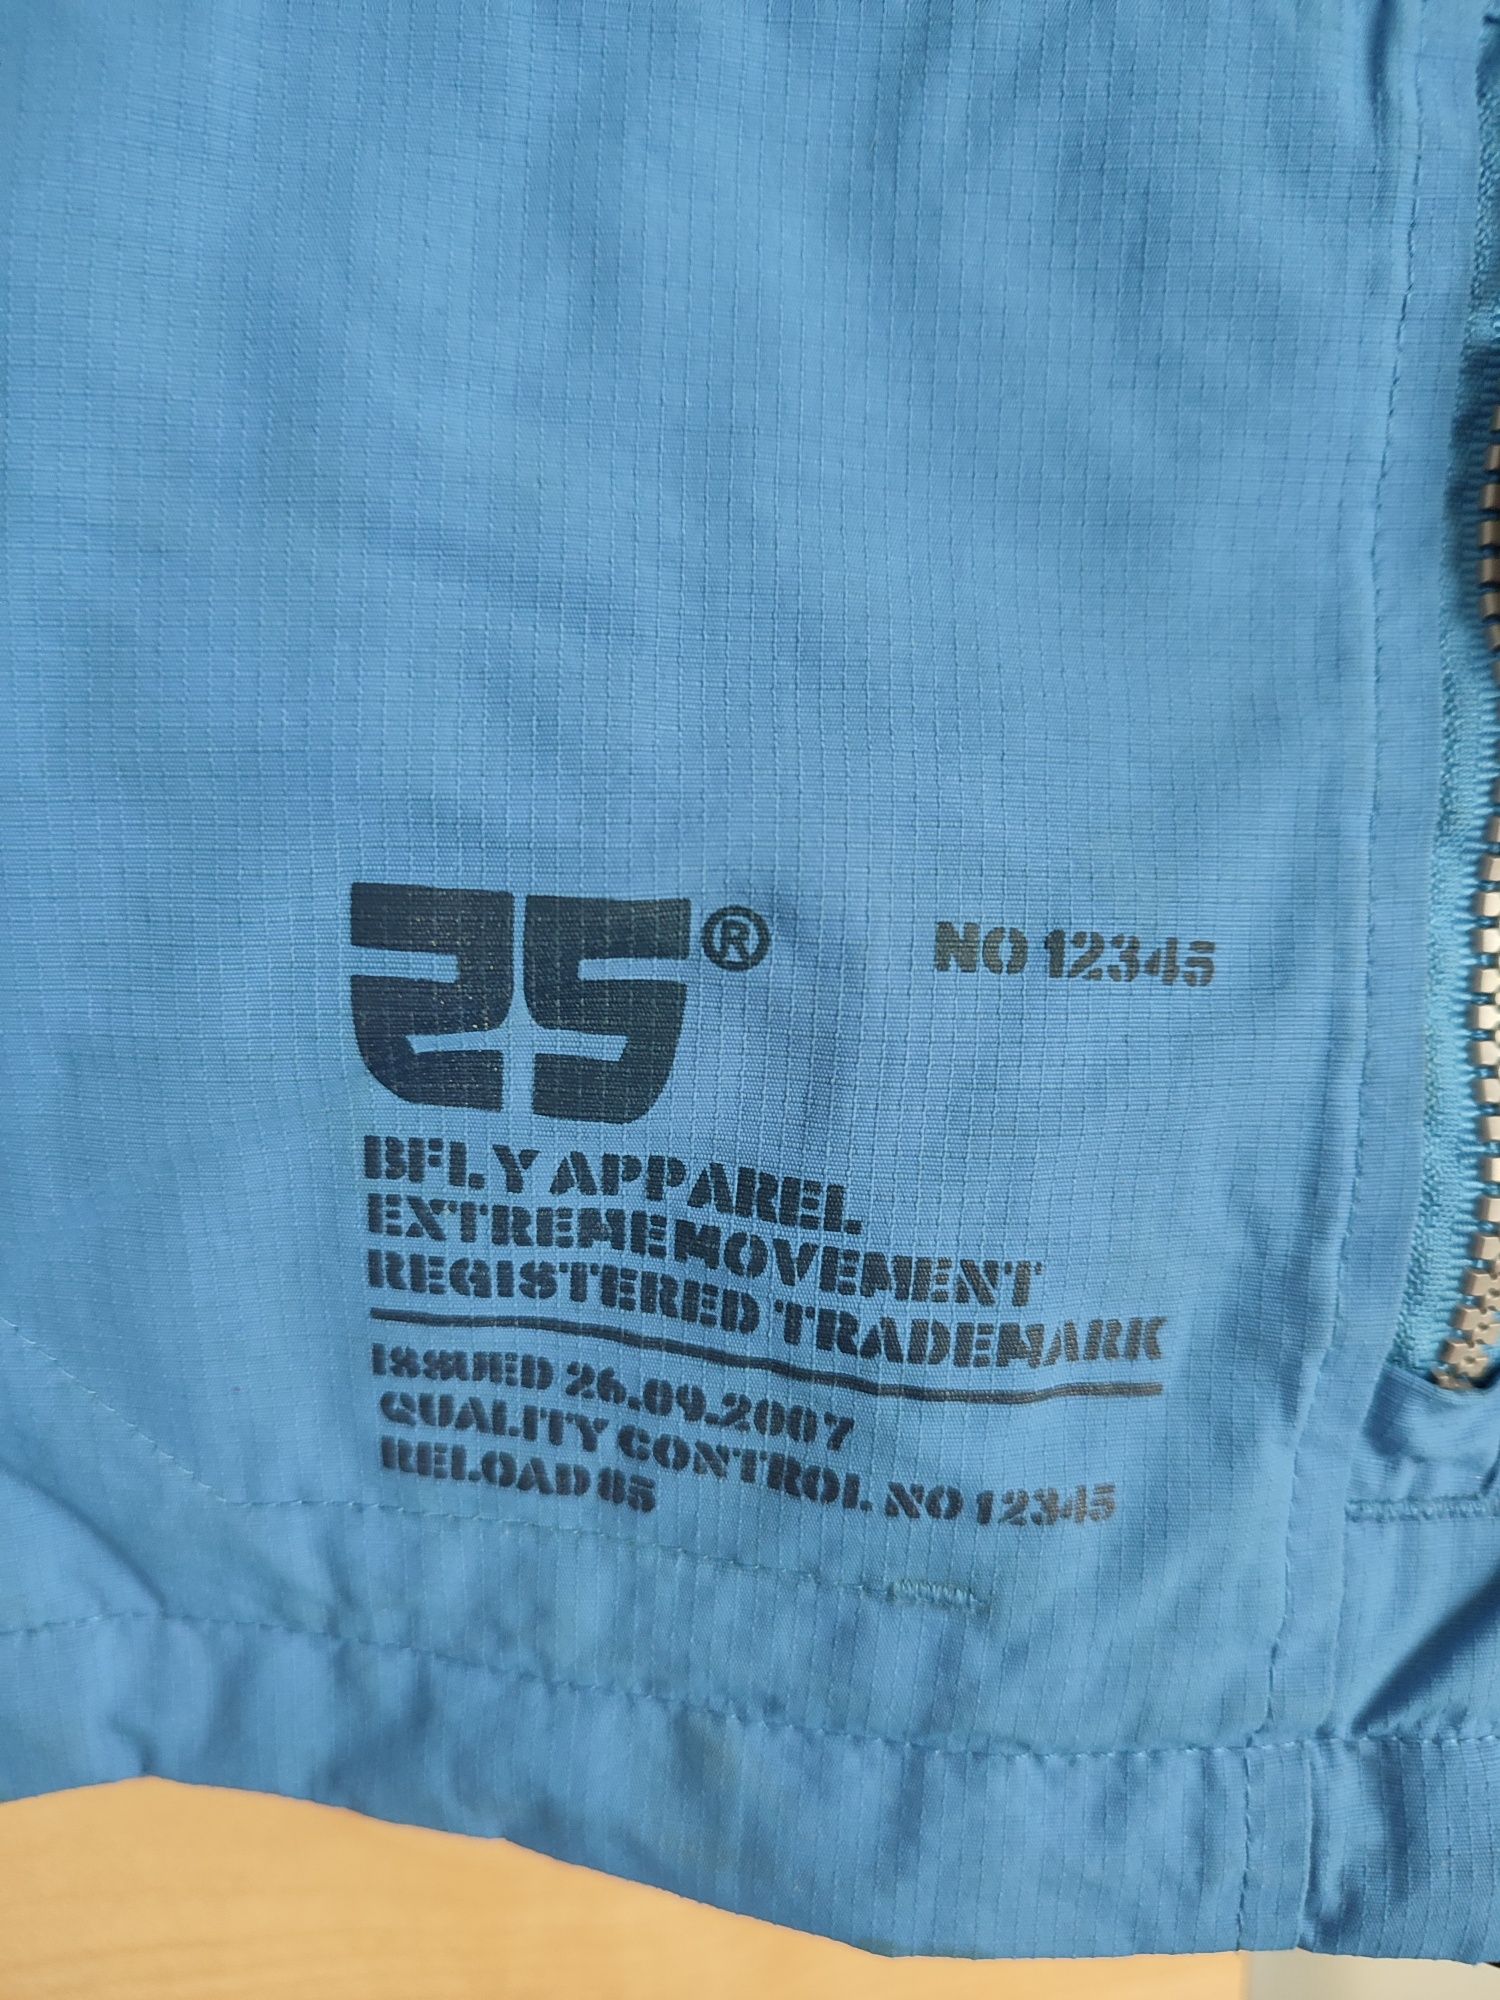 25® NO 12345
BFLY APPAREL
EXTREMEMOVEMENT
REGISTERED TRADEMARK
ISSUED 26.09.2007
QUALITY CONTROL NO 12345
RELOAD 85